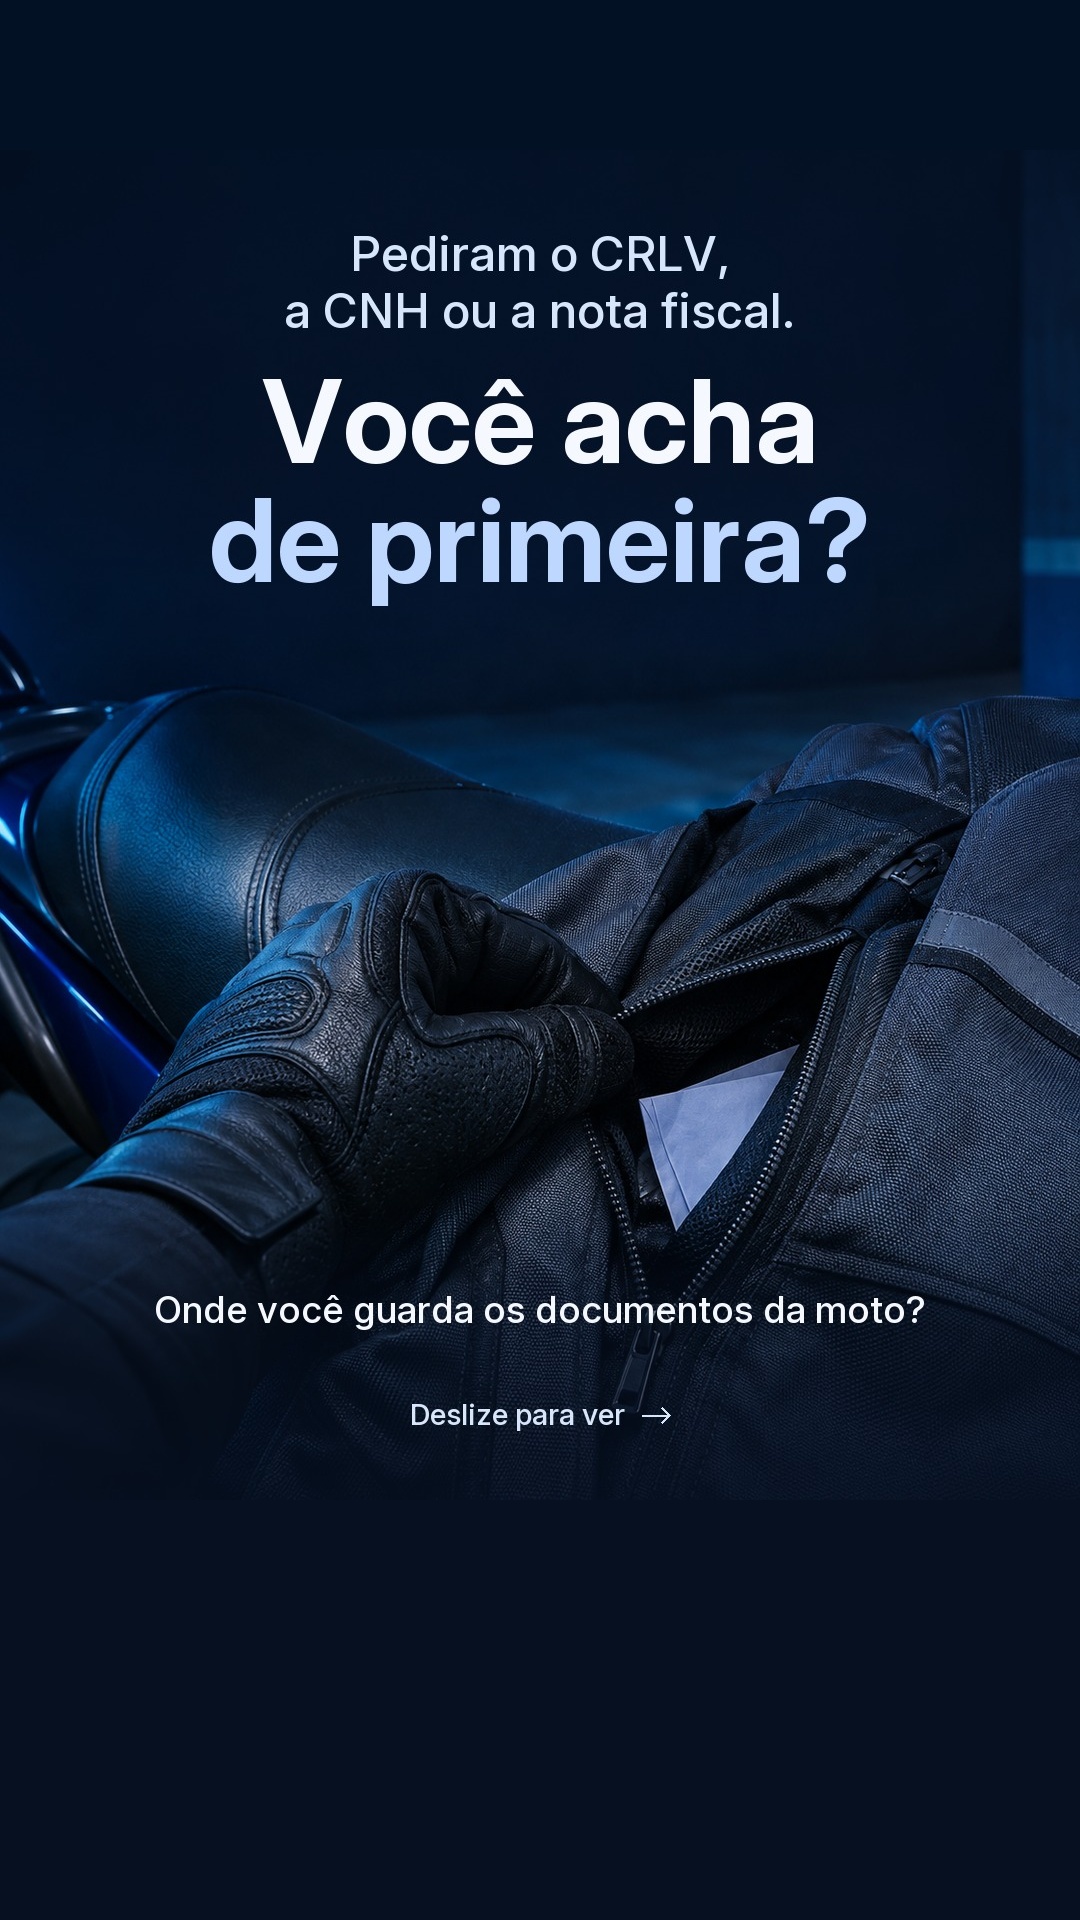 Pediram o CRLV,
a CNH ou a nota fiscal.
Você acha
de primeira?
Onde você guarda os documentos da moto?
Deslize para ver →